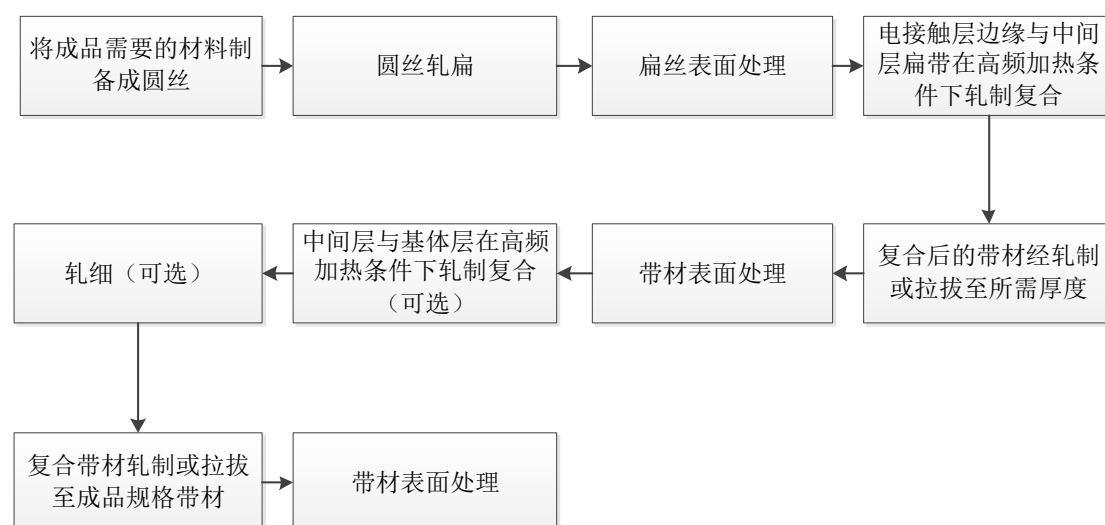 将成品需要的材料制
备成圆丝
圆丝轧扁
扁丝表面处理
电接触层边缘与中间
层扁带在高频加热条
件下轧制复合
复合后的带材经轧制
或拉拔至所需厚度
带材表面处理
中间层与基体层在高频
加热条件下轧制复合
（可选）
轧细（可选）
复合带材轧制或拉拔
至成品规格带材
带材表面处理